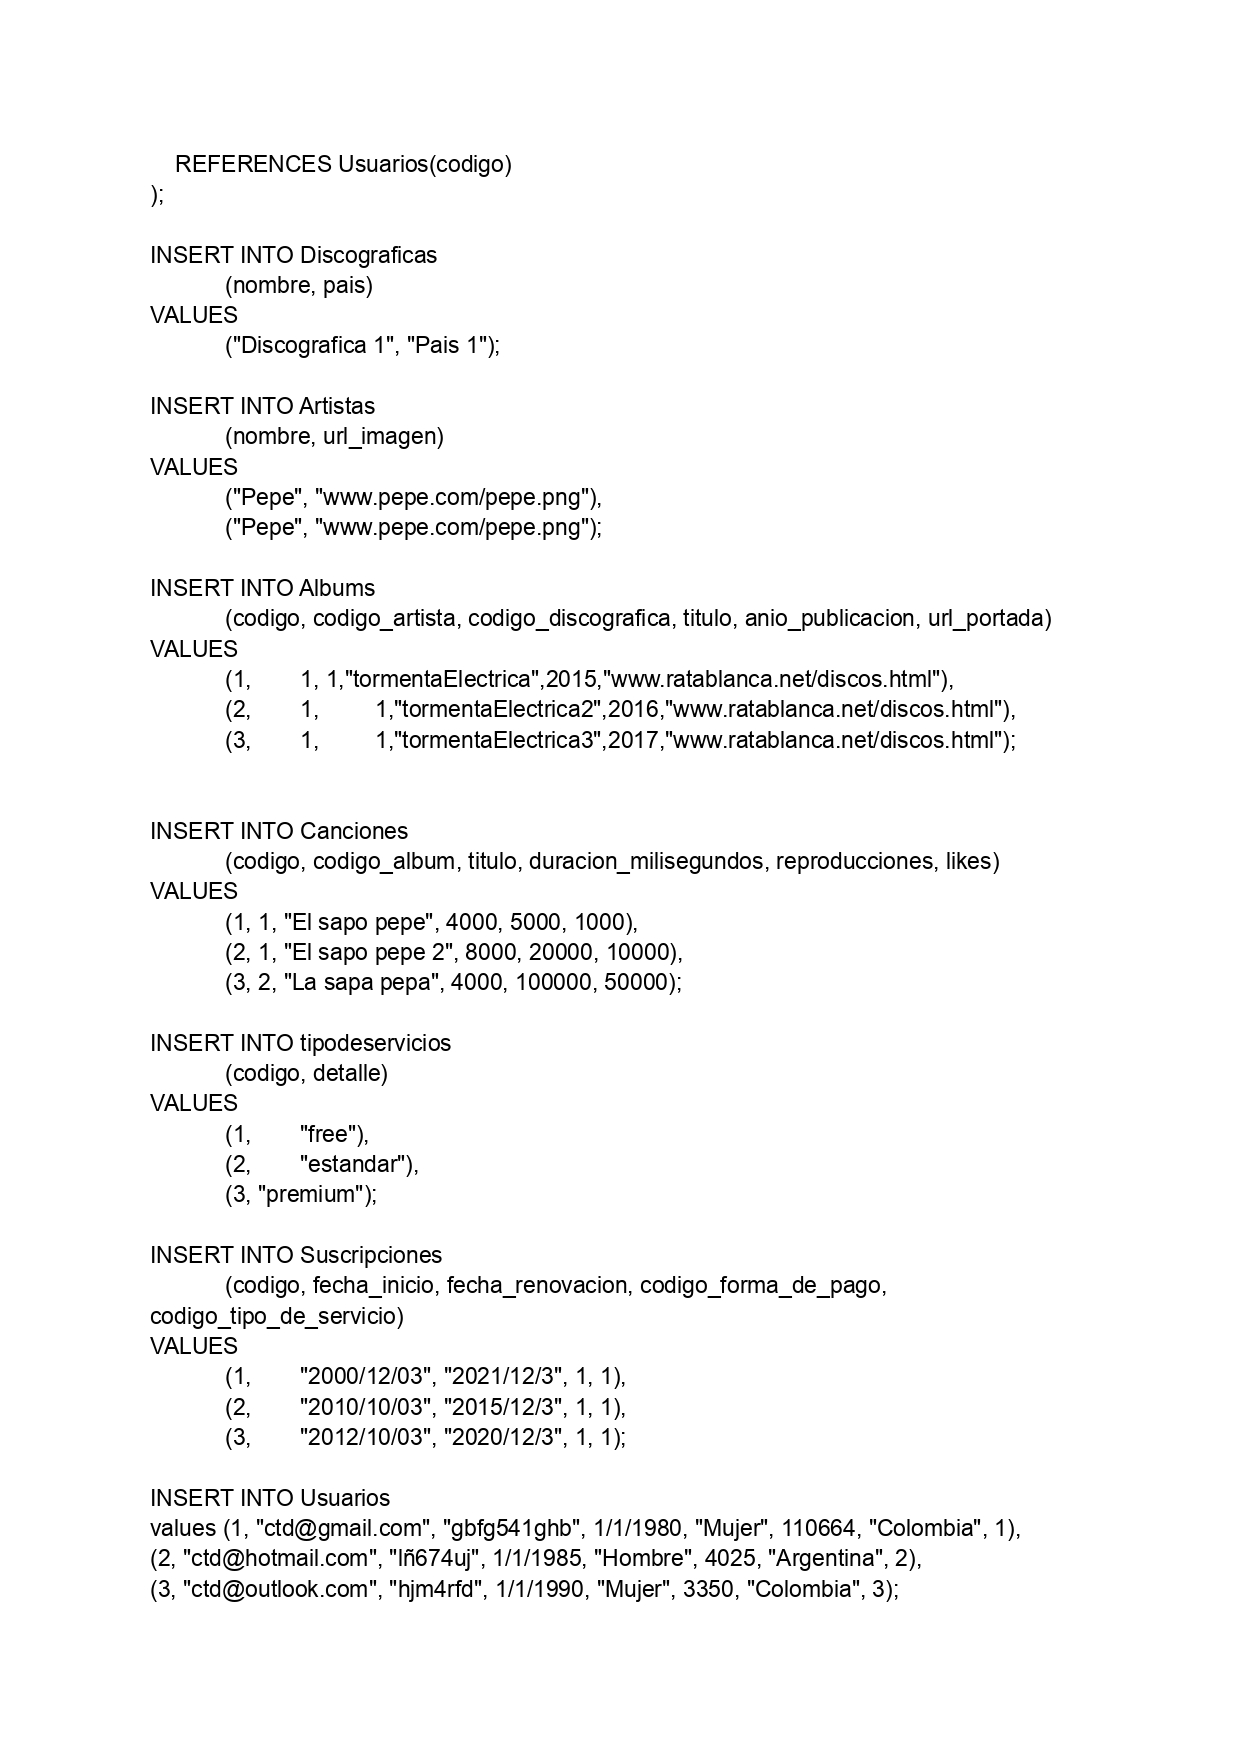 REFERENCES Usuarios(codigo)
);
INSERT INTO Discograficas
(nombre, pais)
VALUES
("Discografica 1", "Pais 1");
INSERT INTO Artistas
(nombre, url_imagen)
VALUES
("Pepe", "www.pepe.com/pepe.png"),
("Pepe", "www.pepe.com/pepe.png");
INSERT INTO Albums
(codigo, codigo_artista, codigo_discografica, titulo, anio_publicacion, url_portada)
VALUES
(1, 1, 1,"tormentaElectrica",2015,"www.ratablanca.net/discos.html"),
(2, 1, 1,"tormentaElectrica2",2016,"www.ratablanca.net/discos.html"),
(3, 1, 1,"tormentaElectrica3",2017,"www.ratablanca.net/discos.html");
INSERT INTO Canciones
(codigo, codigo_album, titulo, duracion_milisegundos, reproducciones, likes)
VALUES
(1, 1, "El sapo pepe", 4000, 5000, 1000),
(2, 1, "El sapo pepe 2", 8000, 20000, 10000),
(3, 2, "La sapa pepa", 4000, 100000, 50000);
INSERT INTO tipodeservicios
(codigo, detalle)
VALUES
(1, "free"),
(2, "estandar"),
(3, "premium");
INSERT INTO Suscripciones
(codigo, fecha_inicio, fecha_renovacion, codigo_forma_de_pago,
codigo_tipo_de_servicio)
VALUES
(1, "2000/12/03", "2021/12/3", 1, 1),
(2, "2010/10/03", "2015/12/3", 1, 1),
(3, "2012/10/03", "2020/12/3", 1, 1);
INSERT INTO Usuarios
values (1, "ctd@gmail.com", "gbfg541ghb", 1/1/1980, "Mujer", 110664, "Colombia", 1),
(2, "ctd@hotmail.com", "lñ674uj", 1/1/1985, "Hombre", 4025, "Argentina", 2),
(3, "ctd@outlook.com", "hjm4rfd", 1/1/1990, "Mujer", 3350, "Colombia", 3);